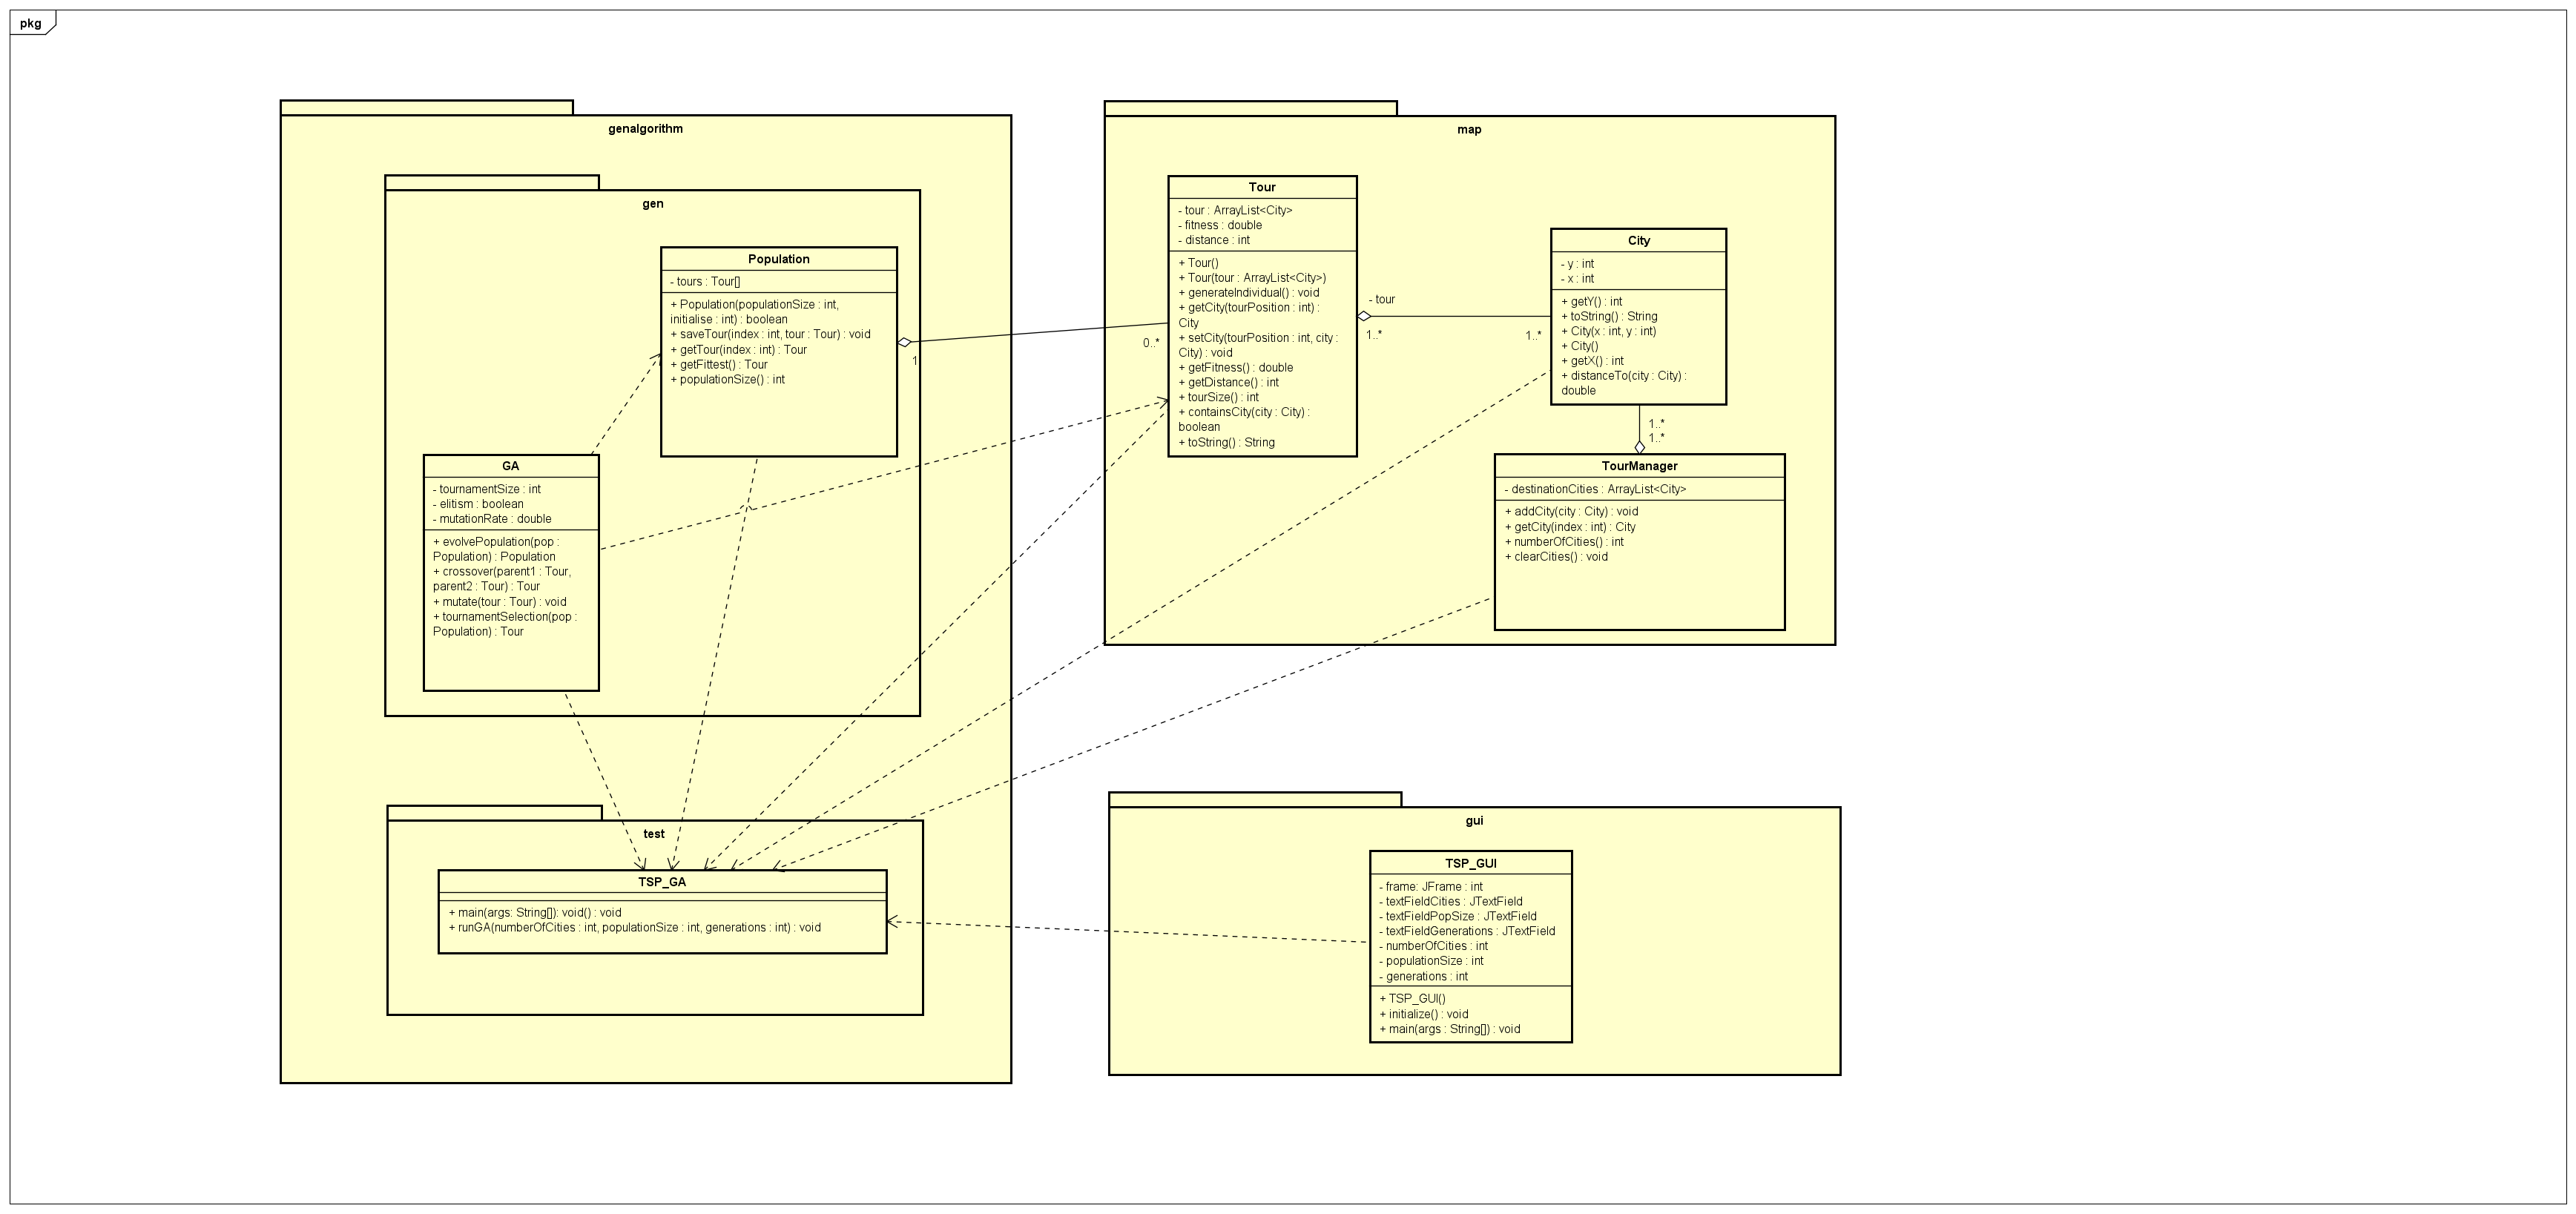 pkg
genalgorithm
gen
Population
- tours : Tour[]
+ Population(populationSize : int,
initialise : int) : boolean
+ saveTour(index : int, tour : Tour) : void
+ getTour(index : int) : Tour
+ getFittest() : Tour
+ populationSize() : int
1
GA
- tournamentSize : int
- elitism : boolean
- mutationRate : double
+ evolvePopulation(pop :
Population) : Population
+ crossover(parent1 : Tour,
parent2 : Tour) : Tour
+ mutate(tour : Tour) : void
+ tournamentSelection(pop :
Population) : Tour
test
TSP_GA
+ main(args: String[]): void() : void
+ runGA(numberOfCities : int, populationSize : int, generations : int) : void
map
Tour
- tour : ArrayList<City>
- fitness : double
- distance : int
+ Tour()
+ Tour(tour : ArrayList<City>)
+ generateIndividual() : void
+ getCity(tourPosition : int) :
City
+ setCity(tourPosition : int, city :
City) : void
+ getFitness() : double
+ getDistance() : int
+ tourSize() : int
+ containsCity(city : City) :
boolean
+ toString() : String
0..*
- tour
1..*
1..*
City
- y : int
- x : int
+ getY() : int
+ toString() : String
+ City(x : int, y : int)
+ City()
+ getX() : int
+ distanceTo(city : City) :
double
1..*
1..*
TourManager
- destinationCities : ArrayList<City>
+ addCity(city : City) : void
+ getCity(index : int) : City
+ numberOfCities() : int
+ clearCities() : void
gui
TSP_GUI
- frame: JFrame : int
- textFieldCities : JTextField
- textFieldPopSize : JTextField
- textFieldGenerations : JTextField
- numberOfCities : int
- populationSize : int
- generations : int
+ TSP_GUI()
+ initialize() : void
+ main(args : String[]) : void